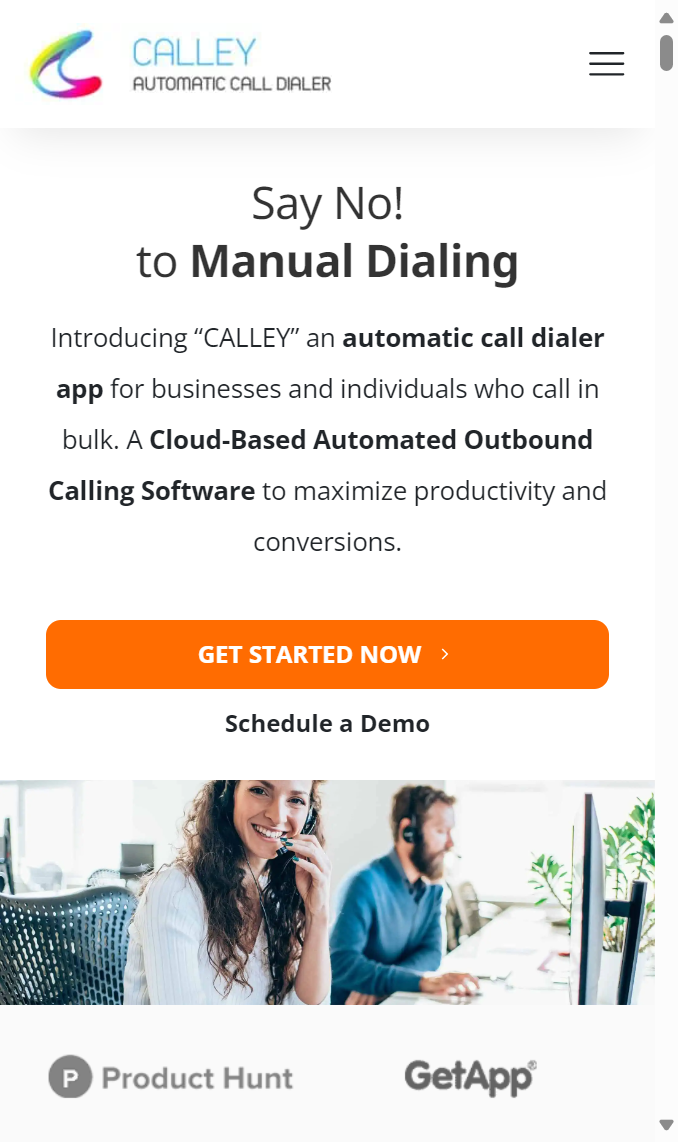 CALLEY
AUTOMATIC CALL DIALER
Say No!
to Manual Dialing
Introducing “CALLEY” an automatic call dialer
app for businesses and individuals who call in
bulk. A Cloud-Based Automated Outbound
Calling Software to maximize productivity and
conversions.
GET STARTED NOW
Schedule a Demo
P Product Hunt
GetApp®